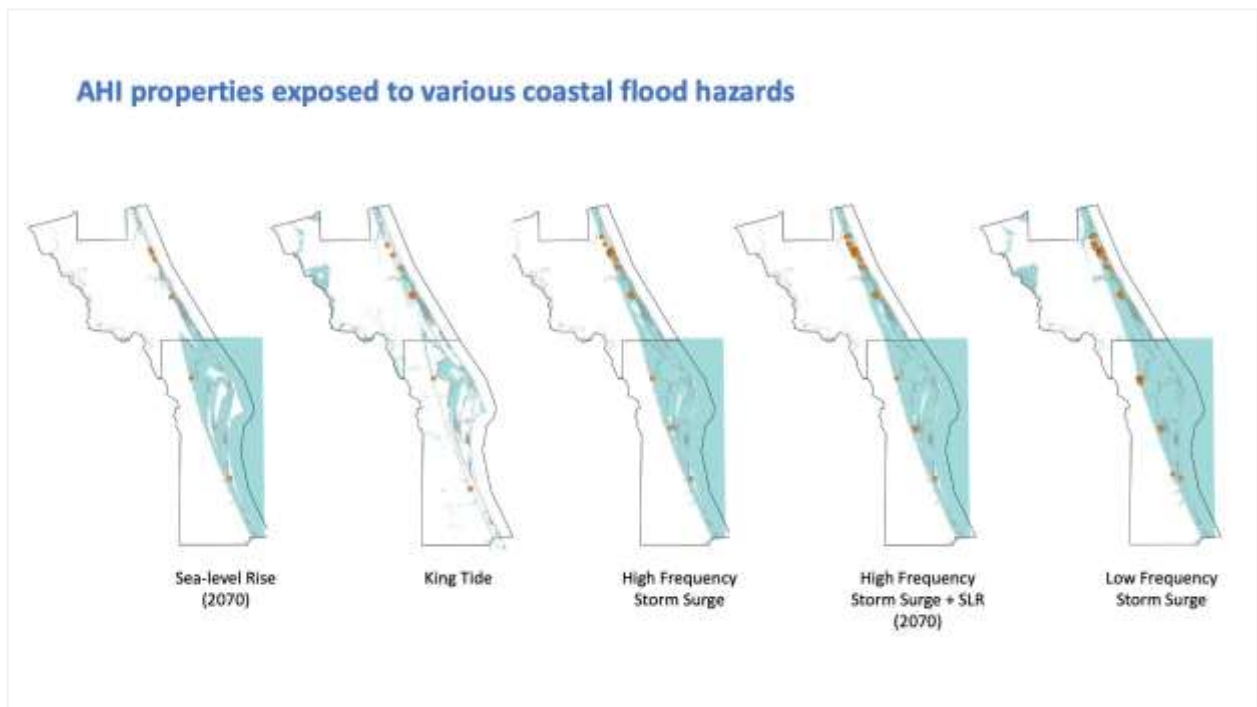 AHI properties exposed to various coastal flood hazards
Sea-level Rise
(2070)
King Tide
High Frequency
Storm Surge
High Frequency
Storm Surge + SLR
(2070)
Low Frequency
Storm Surge